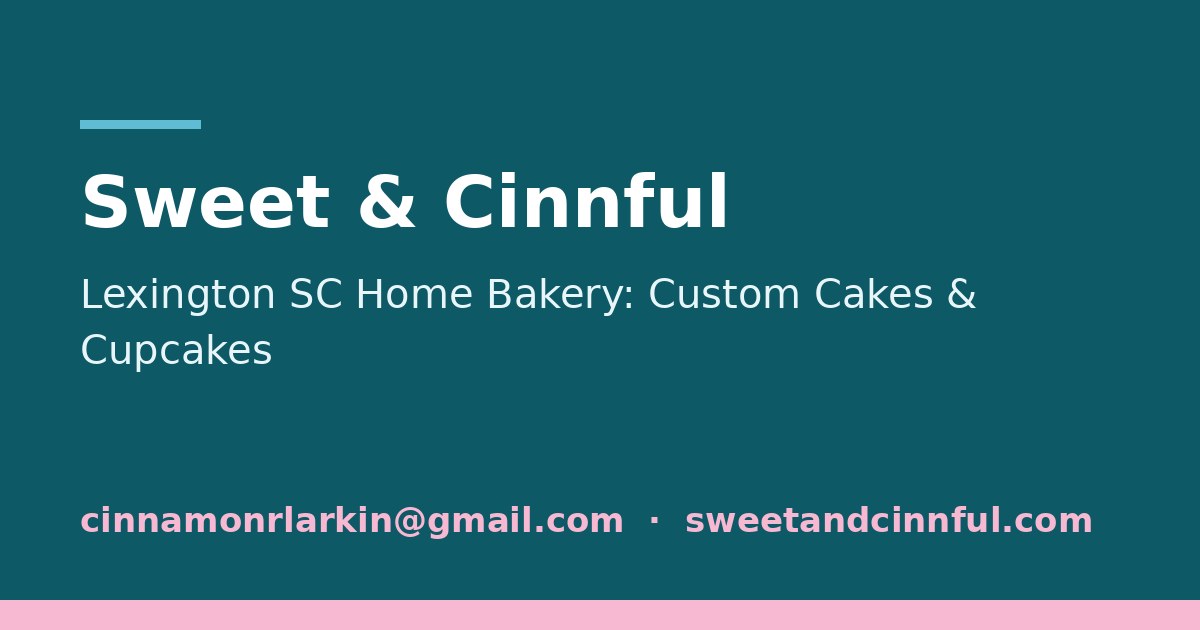 Sweet & Cinnful
Lexington SC Home Bakery: Custom Cakes &
Cupcakes
cinnamonrlarkin@gmail.com · sweetandcinnful.com